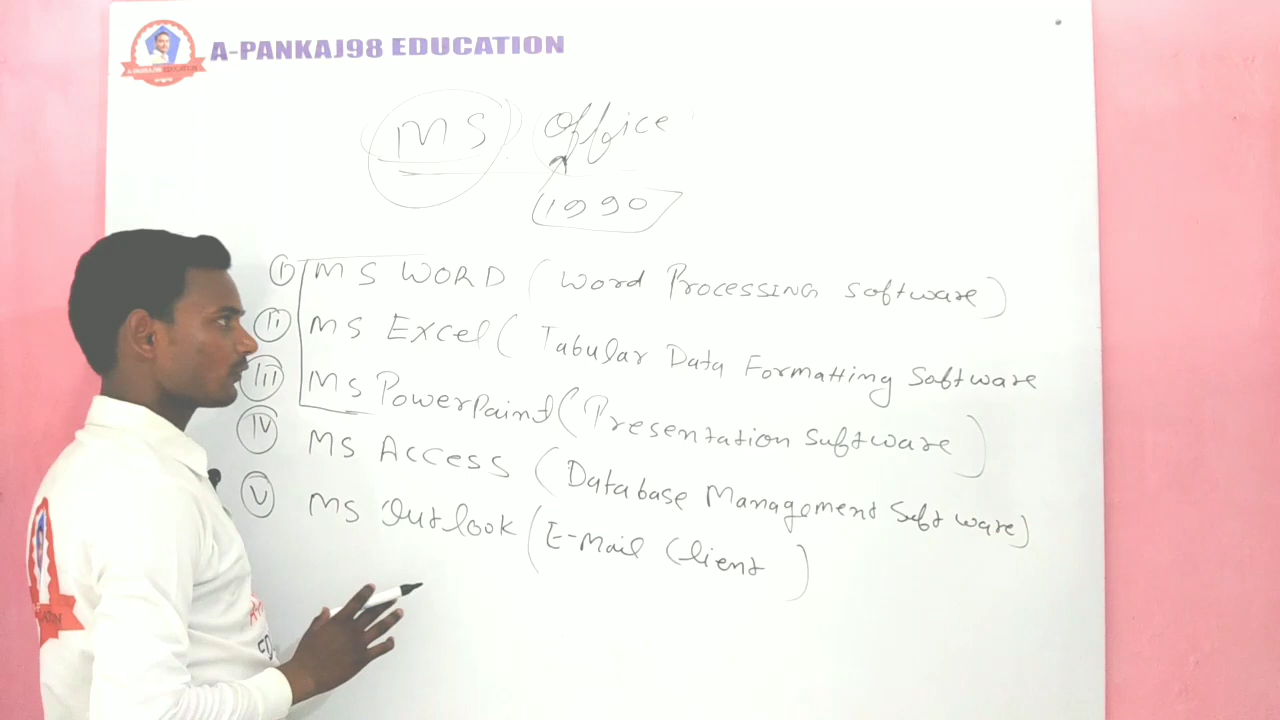 A-PANKAJ98 EDUCATION
MS Office
1990
I MS WORD (Word Processing Software)
II MS Excel (Tabular Data Formatting Software
III MS PowerPaint (Presentation Software)
IV MS Access (Database Management Software)
V MS Outlook (E-Mail Client)